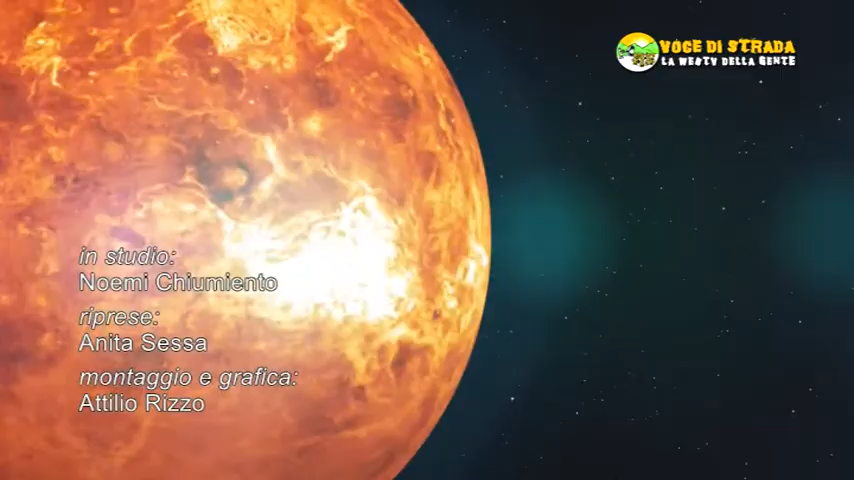 VOCE DI STRADA
LA WEBTV DELLA GENTE
in studio:
Noemi Chiumiento
riprese:
Anita Sessa
montaggio e grafica:
Attilio Rizzo